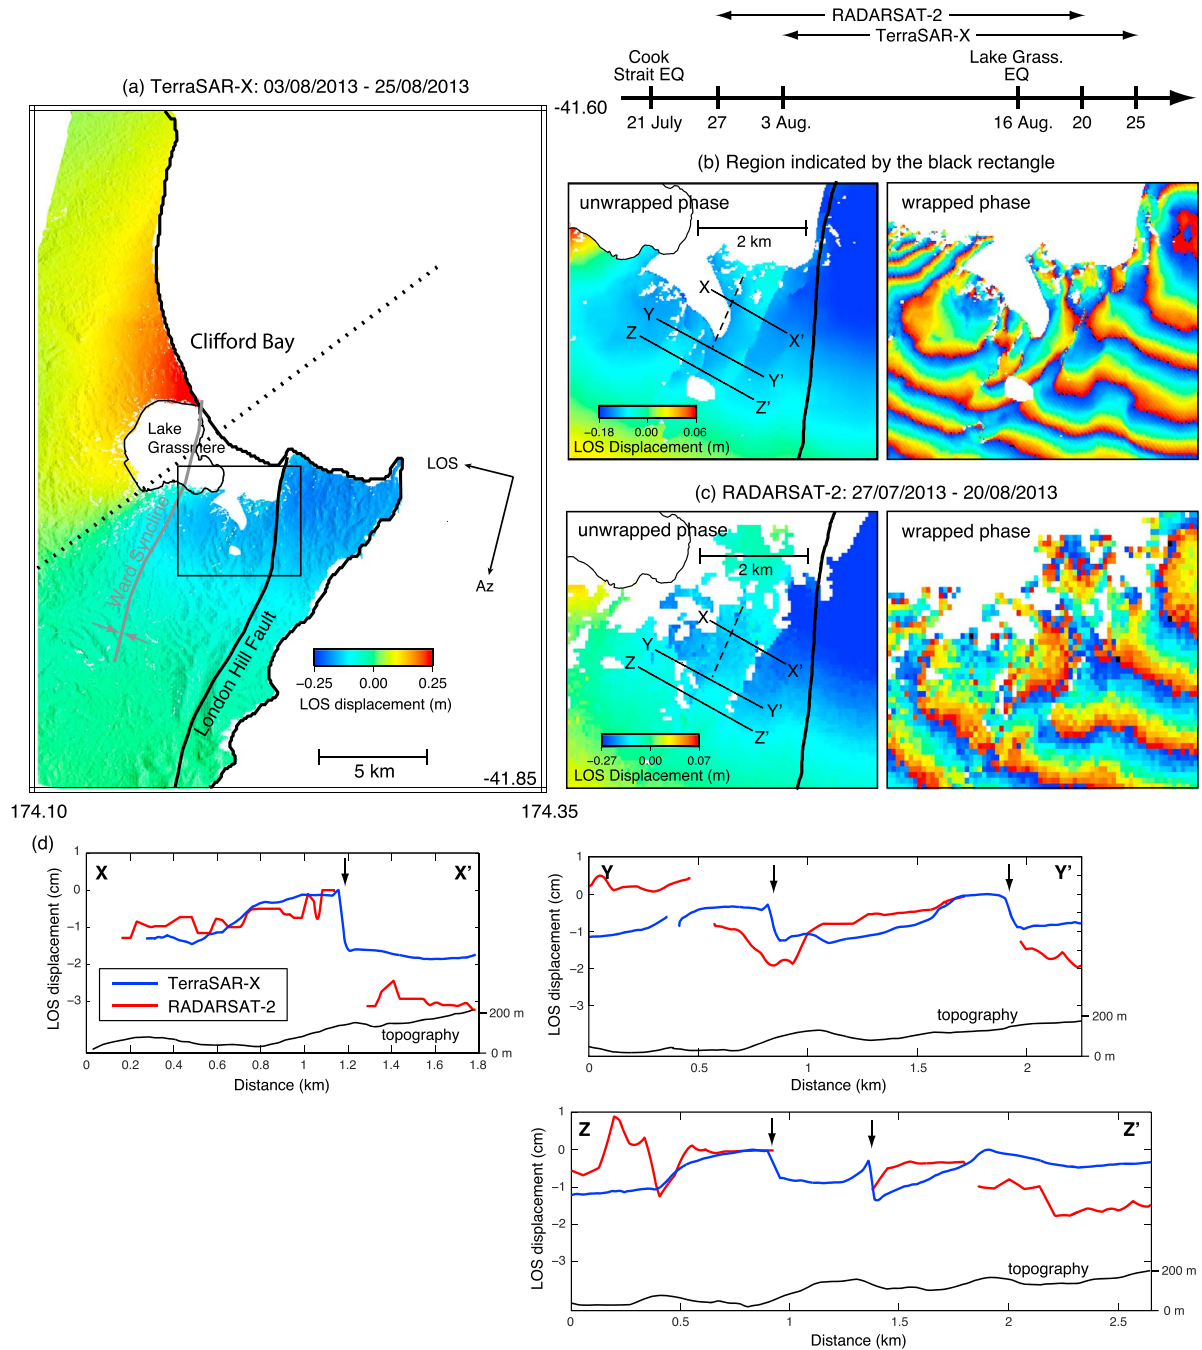 RADARSAT-2
TerraSAR-X
Cook
Strait EQ
Lake Grass.
EQ
21 July
27
3 Aug.
16 Aug.
20
25
(a) TerraSAR-X: 03/08/2013 - 25/08/2013
-41.60
Clifford Bay
Lake
Grassmere
LOS
Az
Ward Syncline
London Hill Fault
−0.25 0.00 0.25
LOS displacement (m)
5 km
-41.85
174.10
174.35
(b) Region indicated by the black rectangle
unwrapped phase
2 km
X
Y
Z
X'
Y'
Z'
−0.18 0.00 0.06
LOS Displacement (m)
wrapped phase
(c) RADARSAT-2: 27/07/2013 - 20/08/2013
unwrapped phase
2 km
X
Y
Z
X'
Y'
Z'
−0.27 0.00 0.07
LOS Displacement (m)
wrapped phase
(d)
X
X'
LOS displacement (cm)
1
0
−1
−2
−3
TerraSAR-X
RADARSAT-2
topography
200 m
0 m
0 0.2 0.4 0.6 0.8 1.0 1.2 1.4 1.6 1.8
Distance (km)
Y
Y'
LOS displacement (cm)
1
0
−1
−2
−3
topography
200 m
0 m
0 0.5 1 1.5 2
Distance (km)
Z
Z'
LOS displacement (cm)
1
0
−1
−2
−3
topography
200 m
0 m
0 0.5 1 1.5 2 2.5
Distance (km)